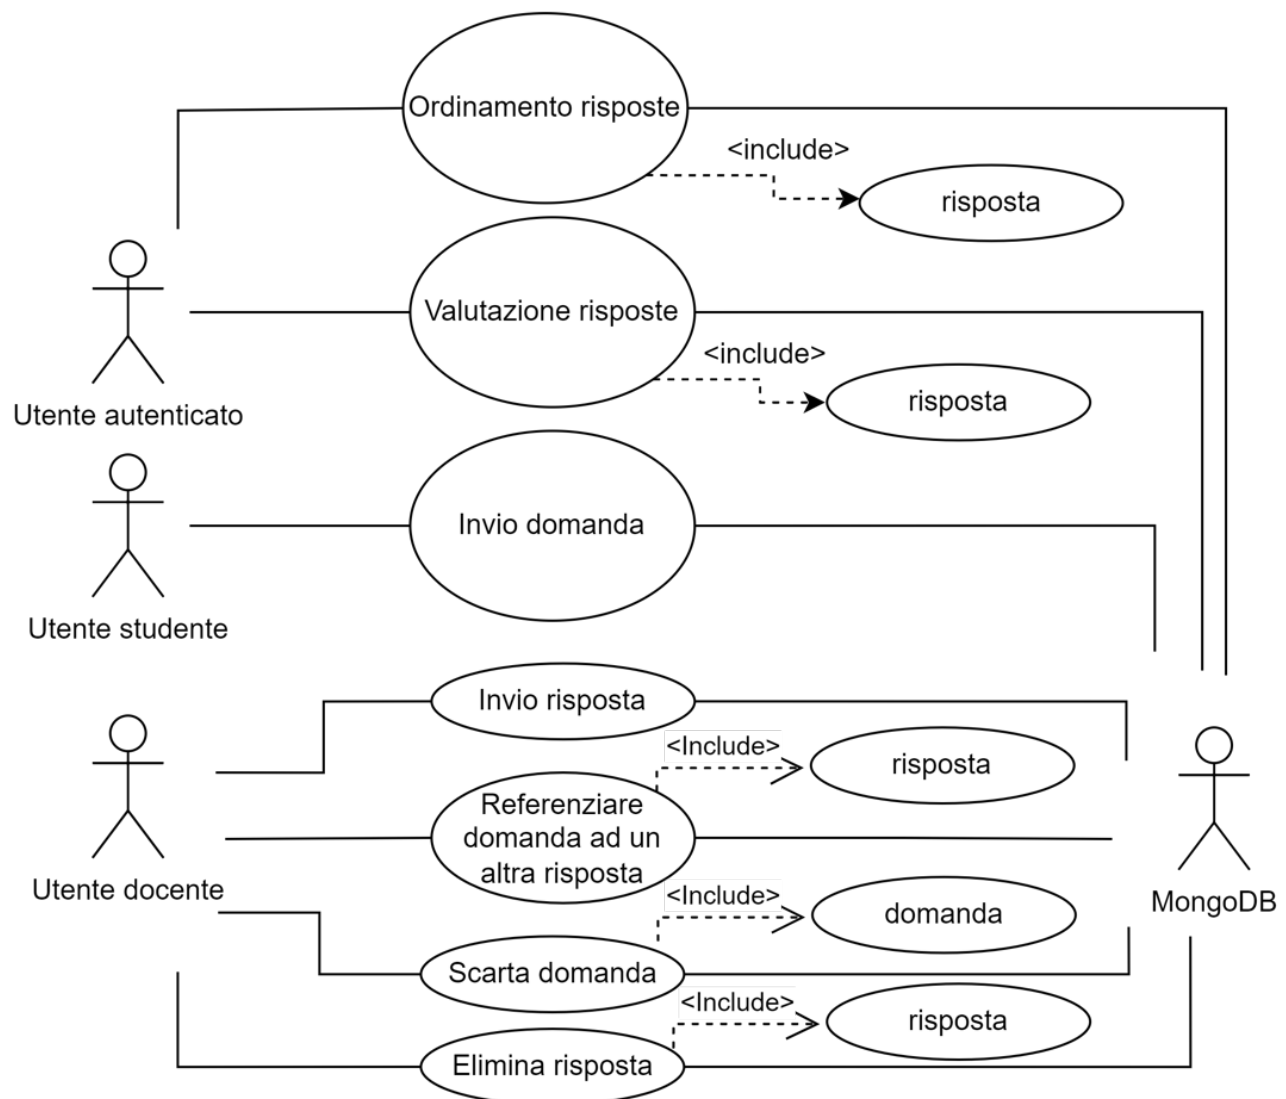 Ordinamento risposte
<include>
risposta
Valutazione risposte
<include>
risposta
Utente autenticato
Invio domanda
Utente studente
Invio risposta
<Include>
risposta
Referenziare
domanda ad un
altra risposta
Utente docente
<Include>
domanda
MongoDB
Scarta domanda
<Include>
risposta
Elimina risposta